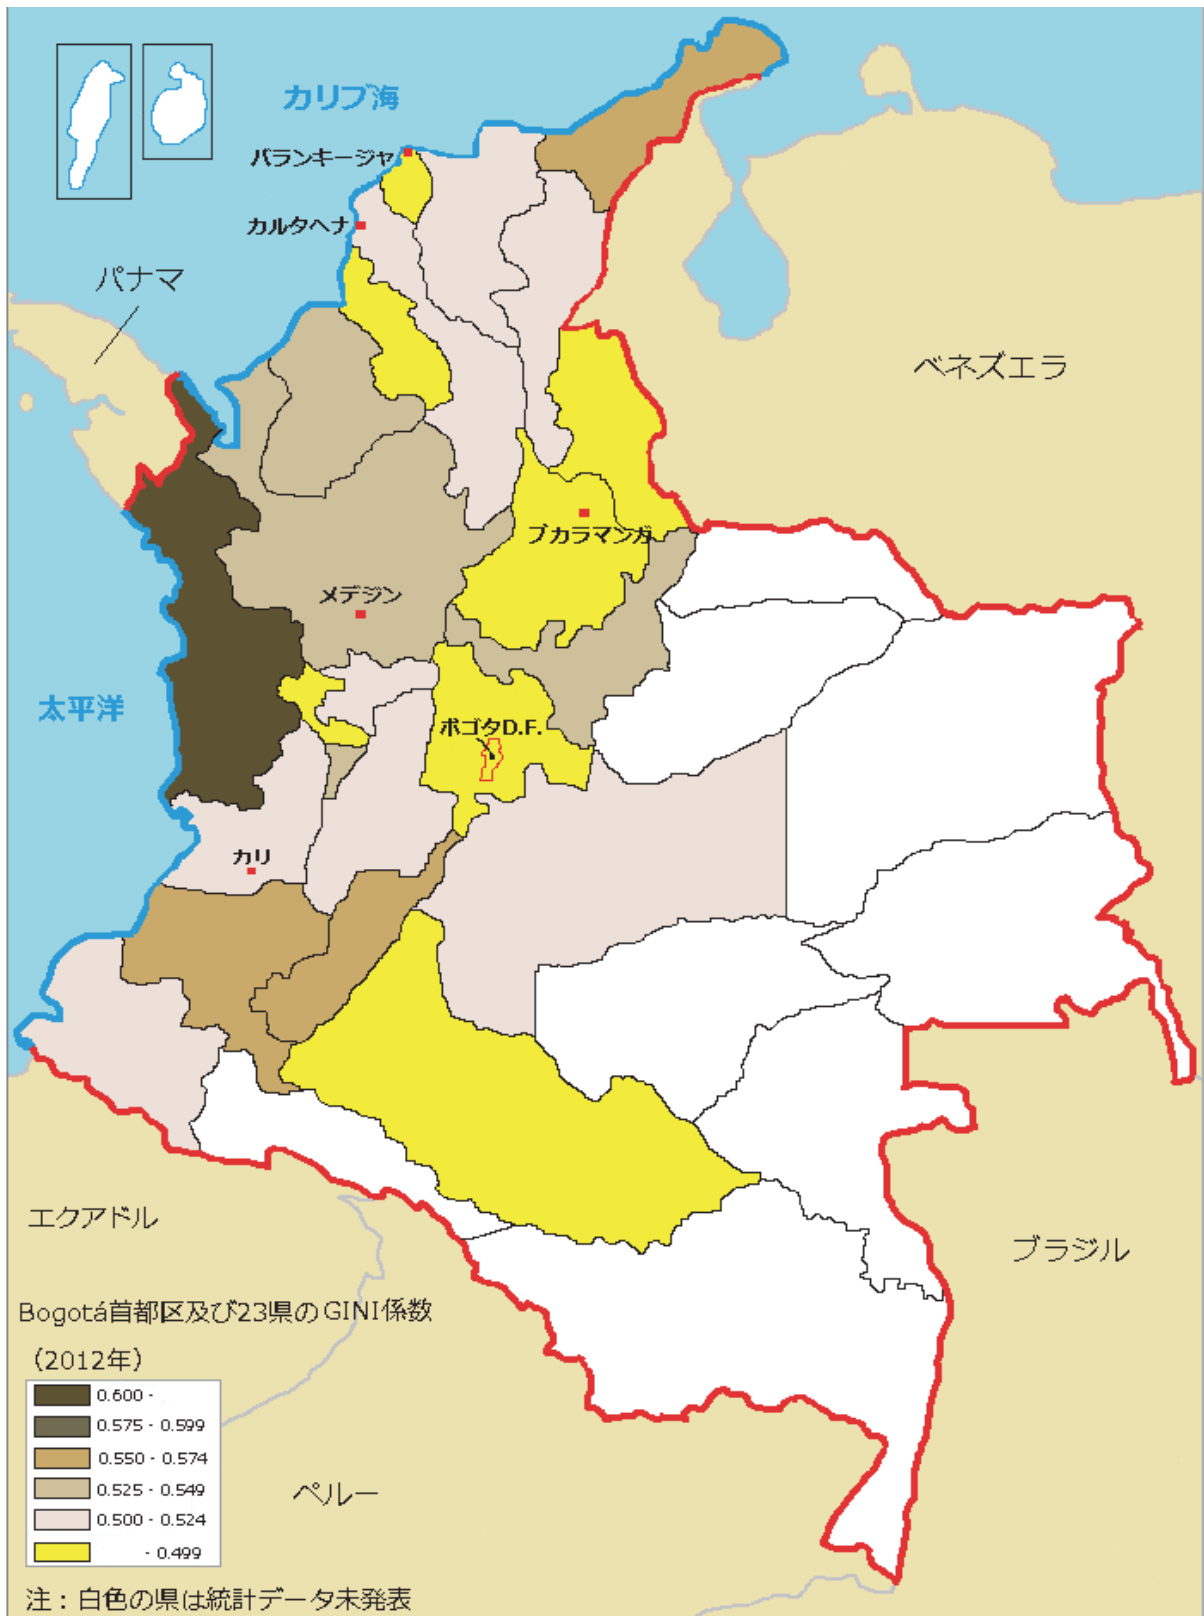 カリブ海
バランキージャ
カルタヘナ
パナマ
ベネズエラ
ブカラマンガ
メデジン
太平洋
ボゴタD.F.
カリ
エクアドル
ブラジル
Bogotá首都区及び23県のGINI係数
(2012年)
0.600 -
0.575 - 0.599
0.550 - 0.574
0.525 - 0.549
0.500 - 0.524
- 0.499
ペルー
注：白色の県は統計データ未発表